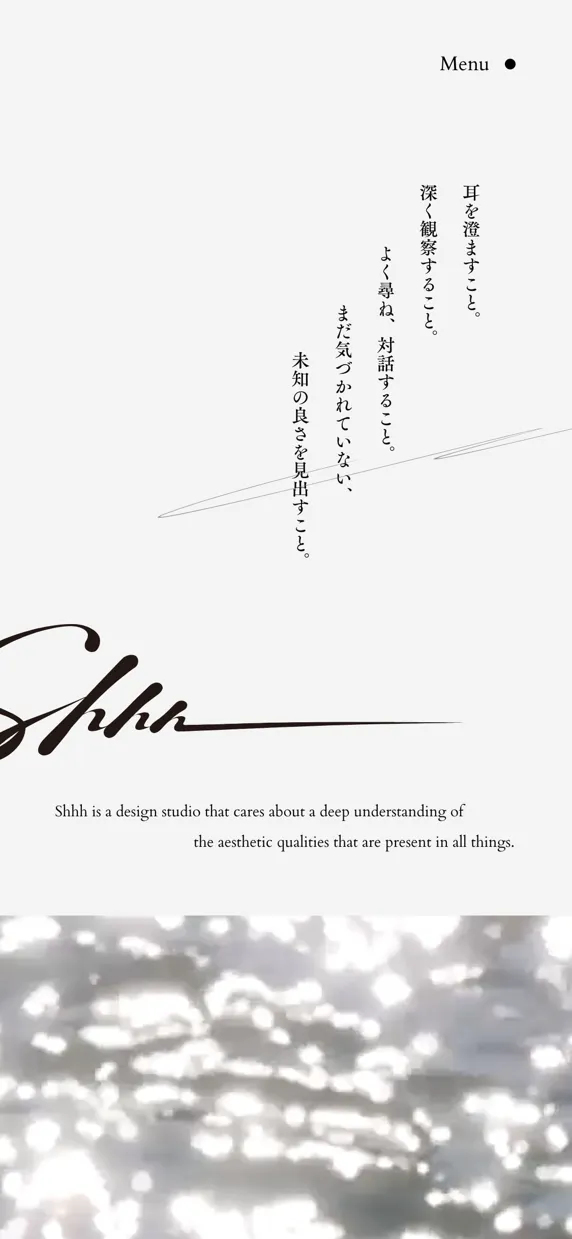 Menu
耳を澄ますこと。
深く観察すること。
よく尋ね、対話すること。
まだ気づかれていない、
未知の良さを見出すこと。
Shhh
Shhh is a design studio that cares about a deep understanding of
the aesthetic qualities that are present in all things.